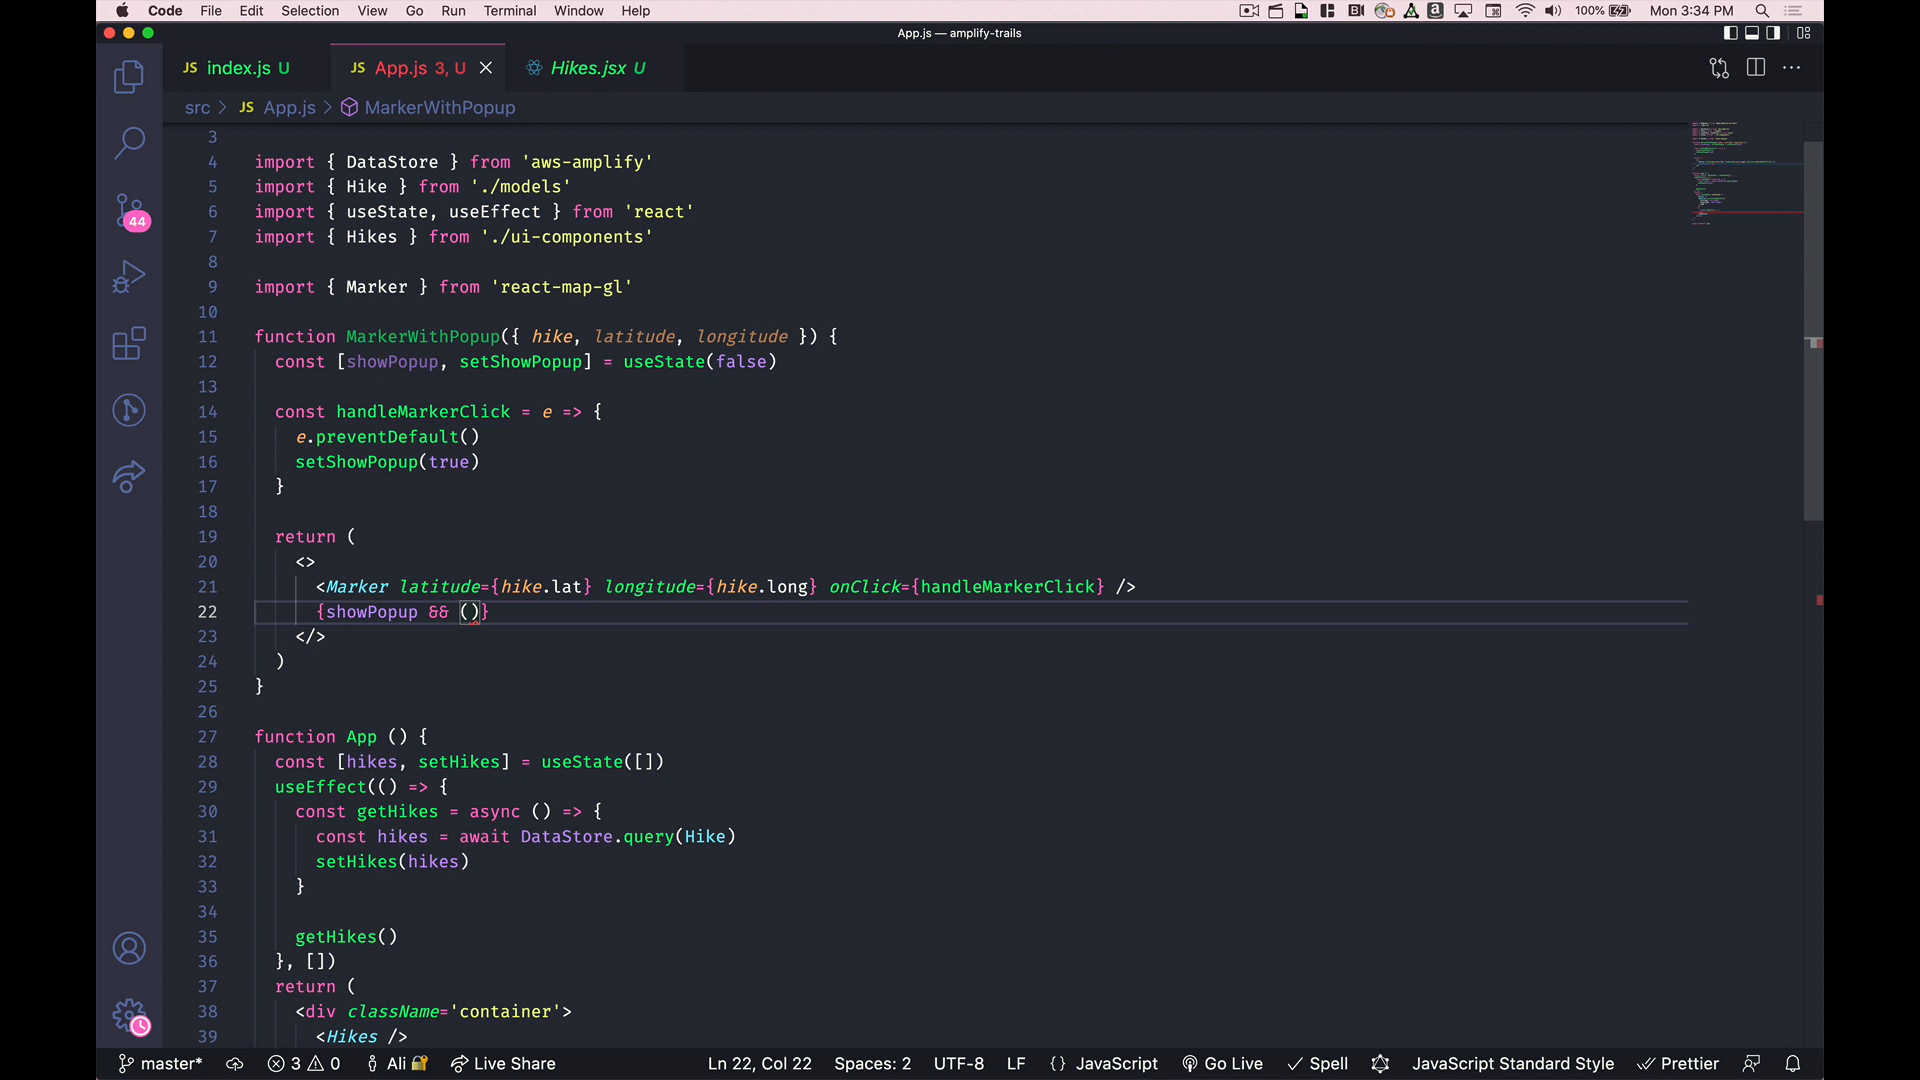 Code File Edit Selection View Go Run Terminal Window Help 100% Mon 3:34 PM
App.js — amplify-trails
JS index.js U JS App.js 3, U Hikes.jsx U
src > JS App.js > MarkerWithPopup
3
4 import { DataStore } from 'aws-amplify'
5 import { Hike } from './models'
6 import { useState, useEffect } from 'react'
7 import { Hikes } from './ui-components'
8
9 import { Marker } from 'react-map-gl'
10
11 function MarkerWithPopup({ hike, latitude, longitude }) {
12 const [showPopup, setShowPopup] = useState(false)
13
14 const handleMarkerClick = e => {
15 e.preventDefault()
16 setShowPopup(true)
17 }
18
19 return (
20 <>
21 <Marker latitude={hike.lat} longitude={hike.long} onClick={handleMarkerClick} />
22 {showPopup && ()}
23 </>
24 )
25 }
26
27 function App () {
28 const [hikes, setHikes] = useState([])
29 useEffect(() => {
30 const getHikes = async () => {
31 const hikes = await DataStore.query(Hike)
32 setHikes(hikes)
33 }
34
35 getHikes()
36 }, [])
37 return (
38 <div className='container'>
39 <Hikes />
44
master* 3 0 Ali Live Share Ln 22, Col 22 Spaces: 2 UTF-8 LF {} JavaScript Go Live Spell JavaScript Standard Style Prettier